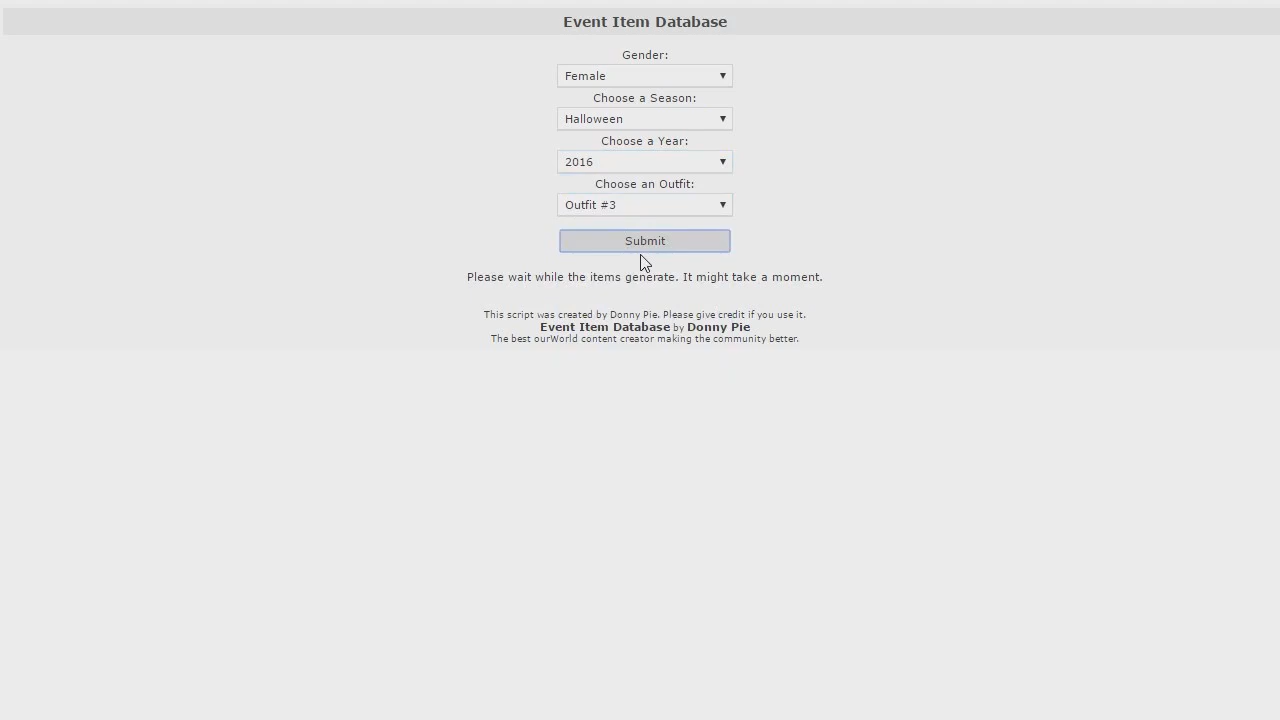 Event Item Database
Gender:
Female
Choose a Season:
Halloween
Choose a Year:
2016
Choose an Outfit:
Outfit #3
Submit
Please wait while the items generate. It might take a moment.
This script was created by Donny Pie. Please give credit if you use it.
Event Item Database by Donny Pie
The best ourWorld content creator making the community better.